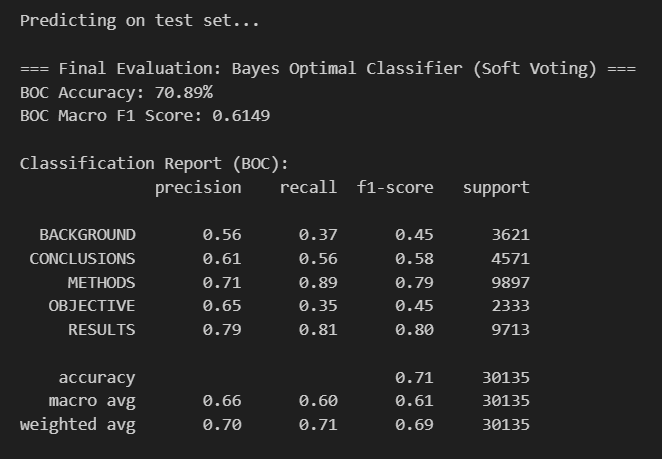 Predicting on test set...
=== Final Evaluation: Bayes Optimal Classifier (Soft Voting) ===
BOC Accuracy: 70.89%
BOC Macro F1 Score: 0.6149
Classification Report (BOC):
precision recall f1-score support
BACKGROUND 0.56 0.37 0.45 3621
CONCLUSIONS 0.61 0.56 0.58 4571
METHODS 0.71 0.89 0.79 9897
OBJECTIVE 0.65 0.35 0.45 2333
RESULTS 0.79 0.81 0.80 9713
accuracy 0.71 30135
macro avg 0.66 0.60 0.61 30135
weighted avg 0.70 0.71 0.69 30135